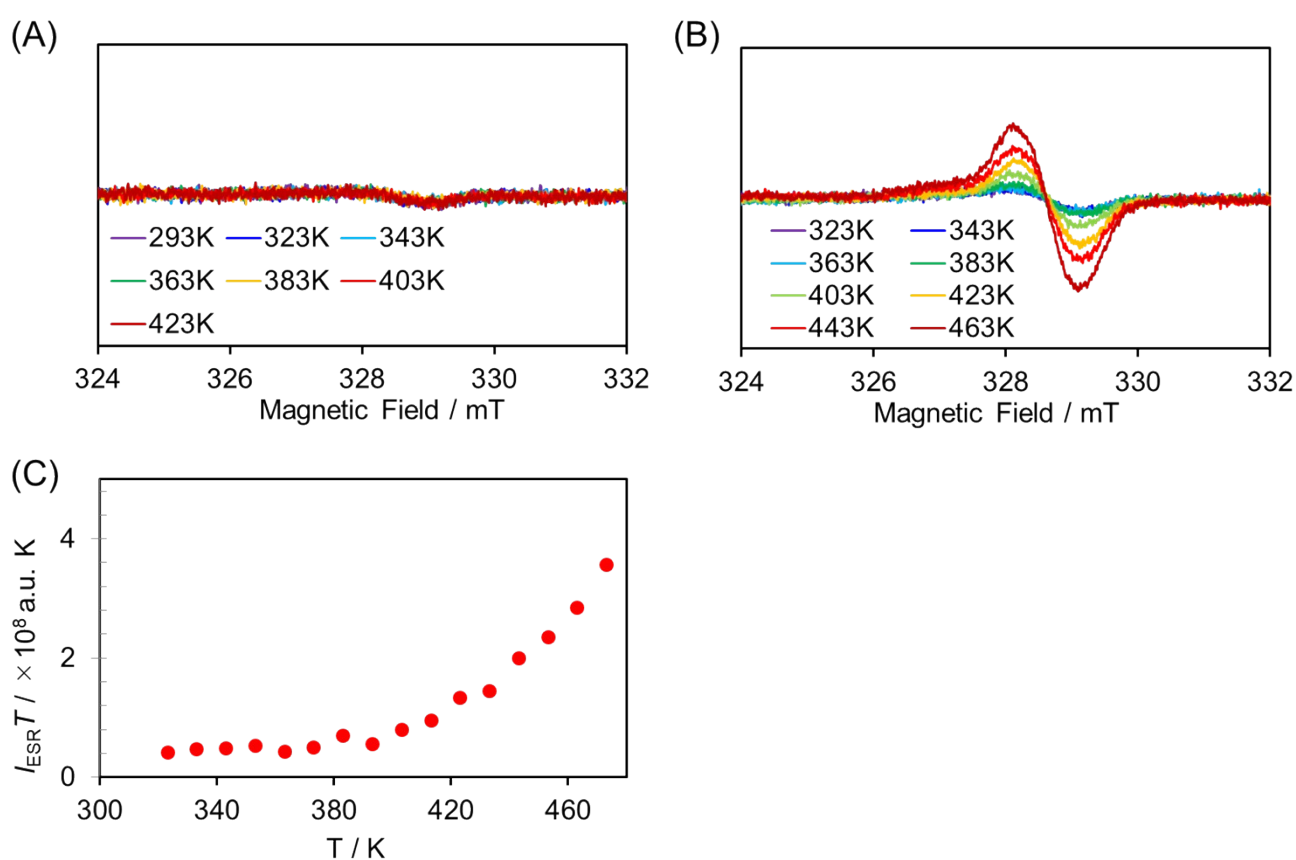 (A)
293K 323K 343K
363K 383K 403K
423K
324 326 328 330 332
Magnetic Field / mT
(B)
323K 343K
363K 383K
403K 423K
443K 463K
324 326 328 330 332
Magnetic Field / mT
(C)
4
2
0
I_ESR T / ×10⁸ a.u. K
300 340 380 420 460
T / K